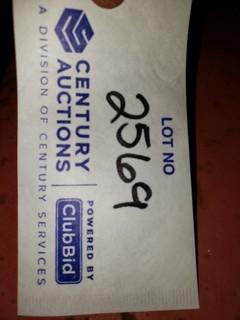 CENTURY
AUCTIONS
A DIVISION OF CENTURY SERVICES
POWERED BY
ClubBid
LOT NO
2569